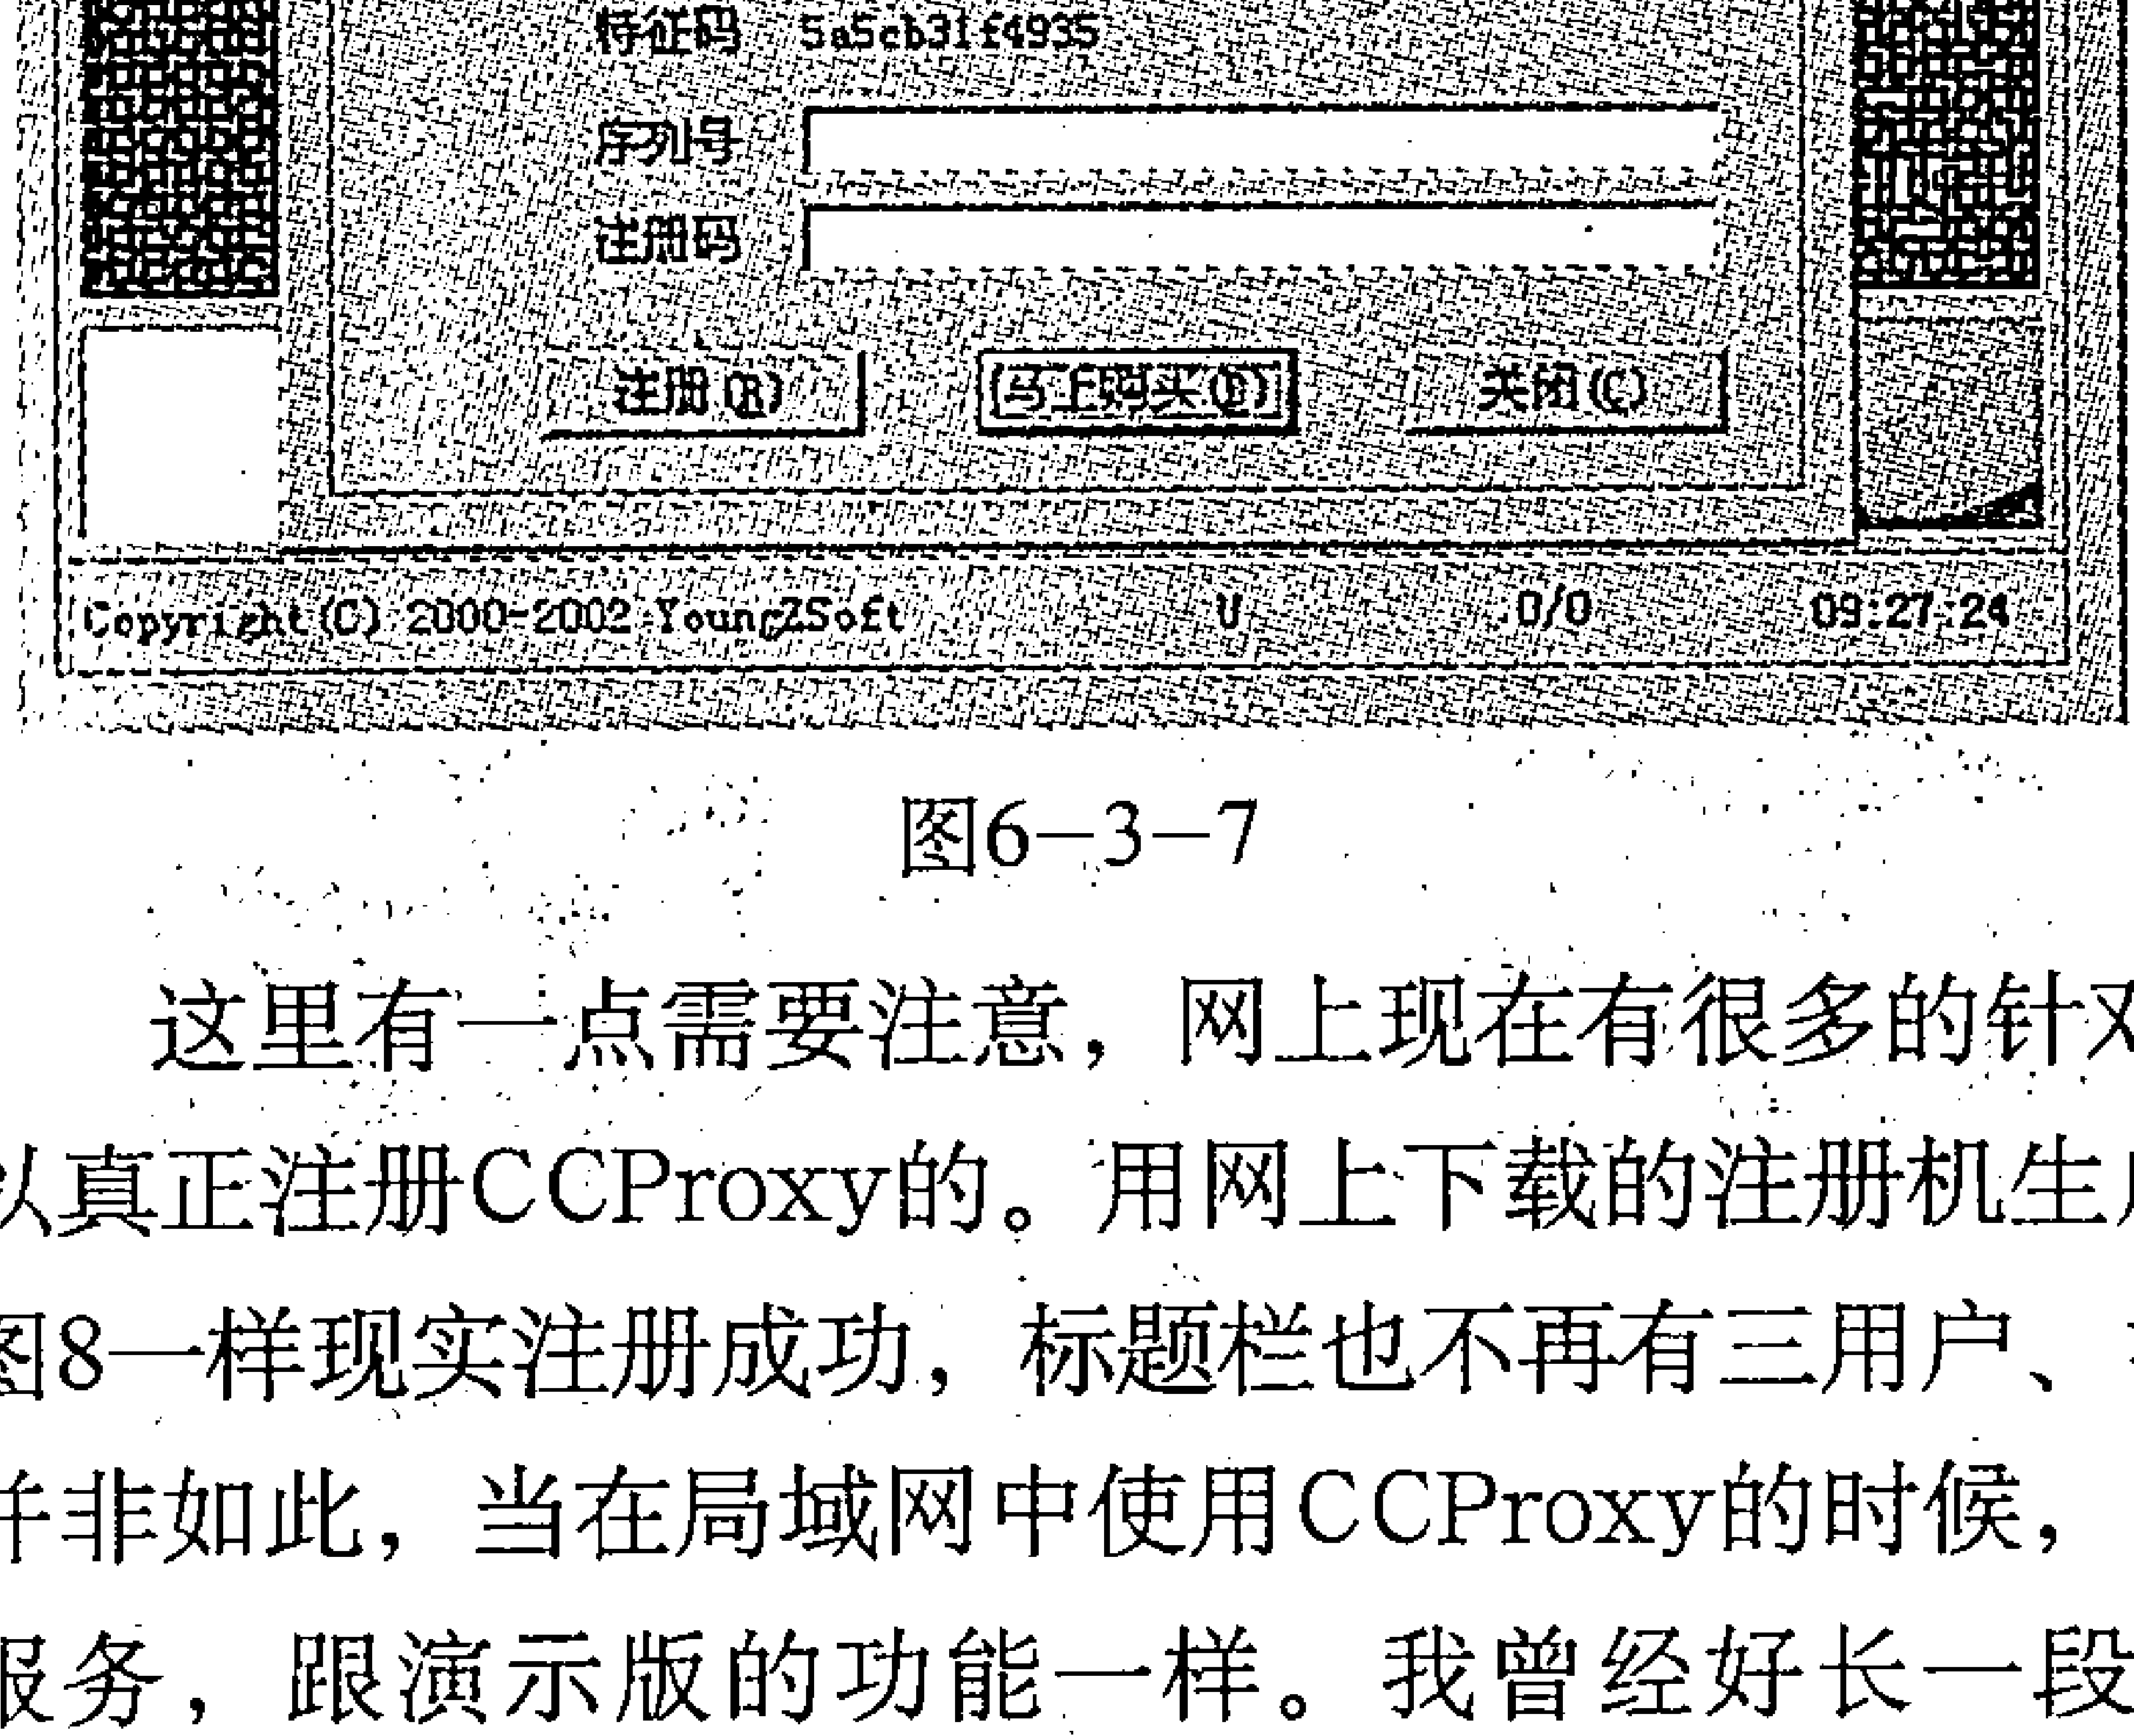 特征码 5a5cb31f4935
序列号
注册码
注册(R) 马上购买 关闭(C)
Copyright(C) 2000-2002 YoungZSoft U 0/0 09:27:24
图6-3-7
这里有一点需要注意，网上现在有很多的针对
以真正注册CCProxy的。用网上下载的注册机生成
图8一样现实注册成功，标题栏也不再有三用户、
并非如此，当在局域网中使用CCProxy的时候，
服务，跟演示版的功能一样。我曾经好长一段